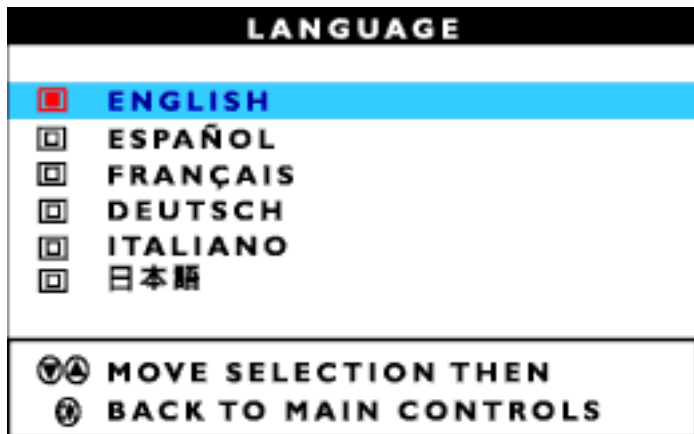 LANGUAGE
ENGLISH
ESPAÑOL
FRANÇAIS
DEUTSCH
ITALIANO
日本語
MOVE SELECTION THEN
BACK TO MAIN CONTROLS